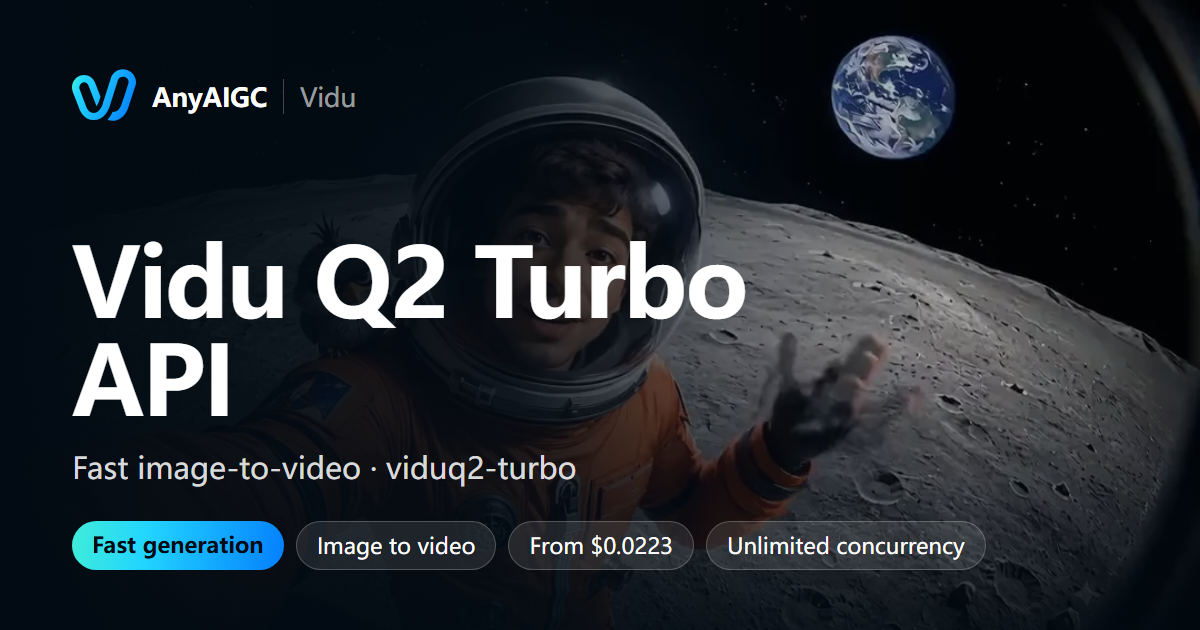 AnyAIGC | Vidu
Vidu Q2 Turbo
API
Fast image-to-video · viduq2-turbo
Fast generation
Image to video
From $0.0223
Unlimited concurrency